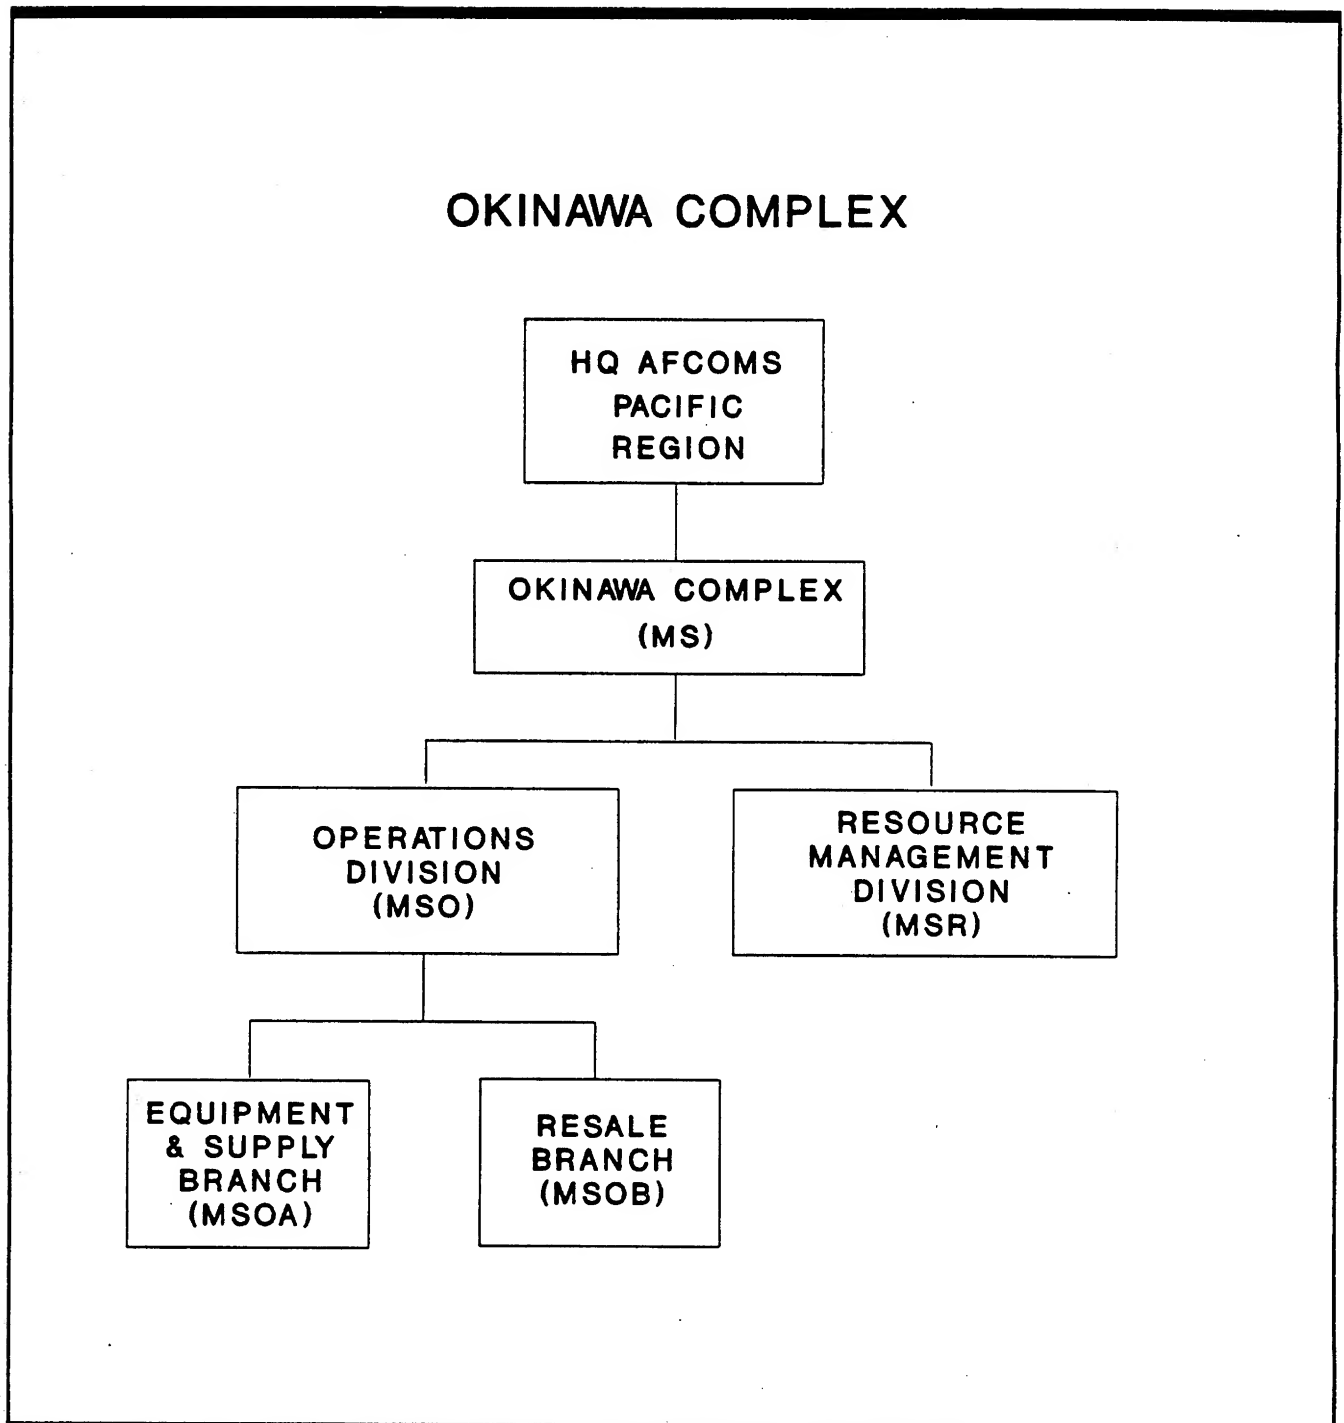 OKINAWA COMPLEX
HQ AFCOMS
PACIFIC
REGION
OKINAWA COMPLEX
(MS)
OPERATIONS
DIVISION
(MSO)
RESOURCE
MANAGEMENT
DIVISION
(MSR)
EQUIPMENT
& SUPPLY
BRANCH
(MSOA)
RESALE
BRANCH
(MSOB)